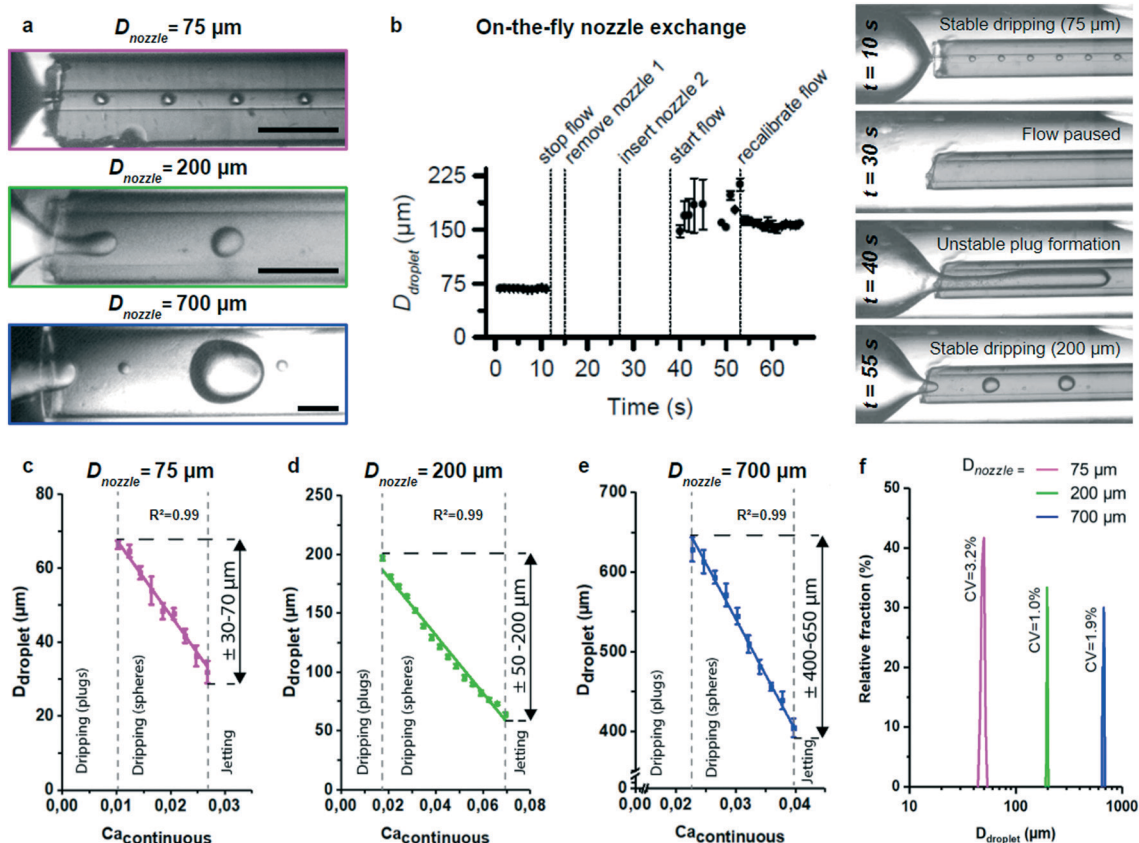 a
Dnozzle = 75 µm
Dnozzle = 200 µm
Dnozzle = 700 µm
b
On-the-fly nozzle exchange
stop flow
remove nozzle 1
insert nozzle 2
start flow
recalibrate flow
Ddroplet (µm)
225
150
75
0
0 10 20 30 40 50 60
Time (s)
t = 10 s
Stable dripping (75 µm)
t = 30 s
Flow paused
t = 40 s
Unstable plug formation
t = 55 s
Stable dripping (200 µm)
c
Dnozzle = 75 µm
R²=0.99
Ddroplet (µm)
80
60
40
20
0
± 30-70 µm
Dripping (plugs)
Dripping (spheres)
Jetting
0,00 0,01 0,02 0,03
Cacontinuous
d
Dnozzle = 200 µm
R²=0.99
Ddroplet (µm)
250
200
150
100
50
0
± 50-200 µm
Dripping (plugs)
Dripping (spheres)
Jetting
0,00 0,02 0,04 0,06 0,08
Cacontinuous
e
Dnozzle = 700 µm
R²=0.99
Ddroplet (µm)
700
600
500
400
0
± 400-650 µm
Dripping (plugs)
Dripping (spheres)
Jetting
0,00 0,02 0,03 0,04
Cacontinuous
f
Dnozzle =
75 µm
200 µm
700 µm
Relative fraction (%)
50
40
30
20
10
0
CV=3.2%
CV=1.0%
CV=1.9%
10 100 1000
Ddroplet (µm)